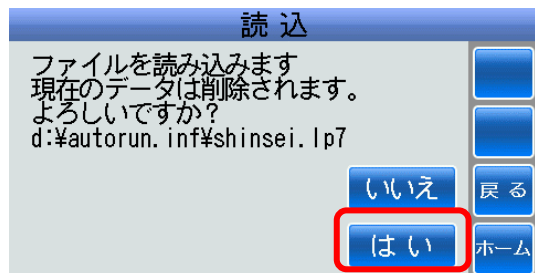 読 込
ファイルを読み込みます
現在のデータは削除されます。
よろしいですか？
d:¥autorun.inf¥shinsei.lp7
いいえ
戻 る
は い
ホーム